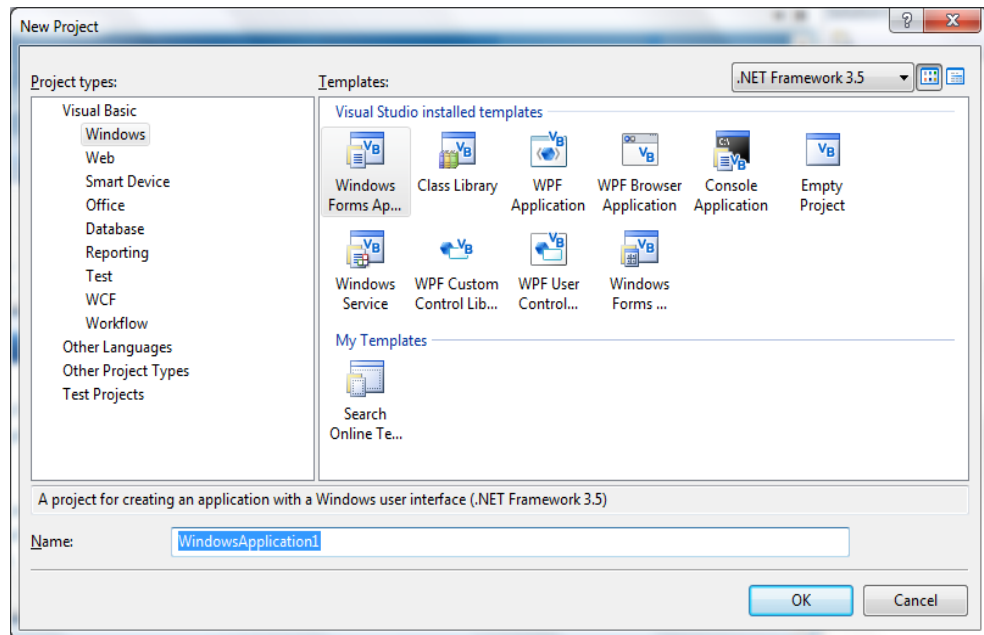 New Project
Project types:
Templates:
.NET Framework 3.5
Visual Basic
Windows
Web
Smart Device
Office
Database
Reporting
Test
WCF
Workflow
Other Languages
Other Project Types
Test Projects
Visual Studio installed templates
Windows
Forms Ap...
Class Library
WPF
Application
WPF Browser
Application
Console
Application
Empty
Project
Windows
Service
WPF Custom
Control Lib...
WPF User
Control...
Windows
Forms ...
My Templates
Search
Online Te...
A project for creating an application with a Windows user interface (.NET Framework 3.5)
Name:
WindowsApplication1
OK
Cancel